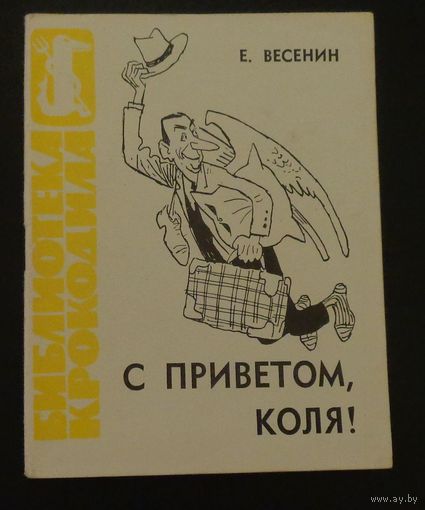 Е. ВЕСЕНИН
БИБЛИОТЕКА
КРОКОДИЛА
С ПРИВЕТОМ,
КОЛЯ!
www.ay.by